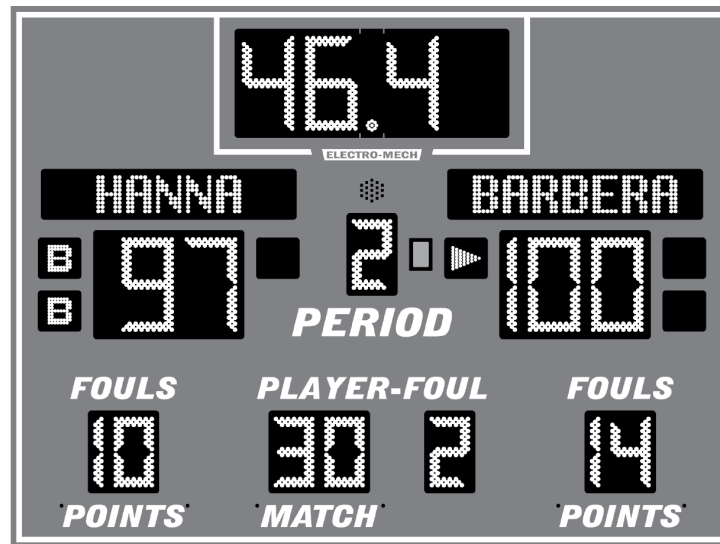 46.4
ELECTRO-MECH
HANNA BARBERA
B 97 2 100
B
PERIOD
FOULS PLAYER-FOUL FOULS
10 30 2 14
POINTS MATCH POINTS